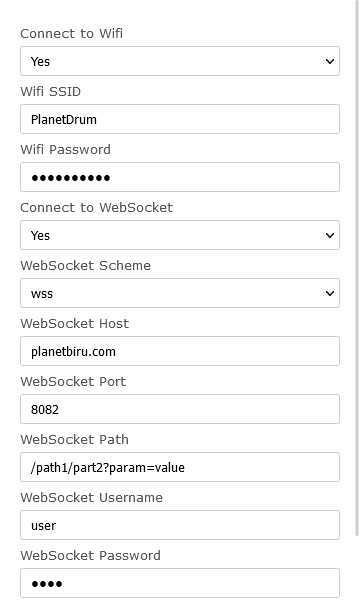 Connect to Wifi
Yes
Wifi SSID
PlanetDrum
Wifi Password
••••••••••
Connect to WebSocket
Yes
WebSocket Scheme
wss
WebSocket Host
planetbiru.com
WebSocket Port
8082
WebSocket Path
/path1/part2?param=value
WebSocket Username
user
WebSocket Password
••••